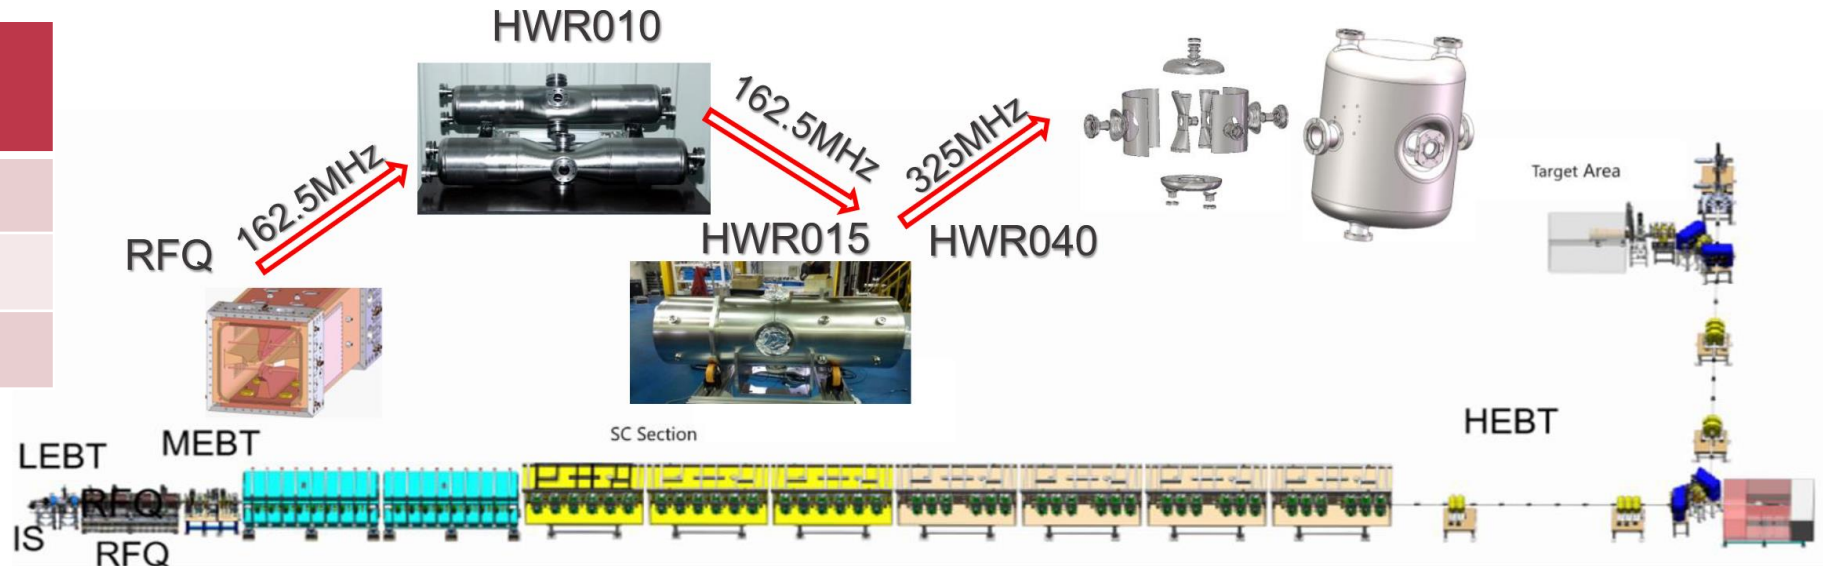 HWR010
162.5MHz
162.5MHz
325MHz
RFQ
HWR015
HWR040
Target Area
LEBT
MEBT
SC Section
HEBT
RFQ
IS
RFQ